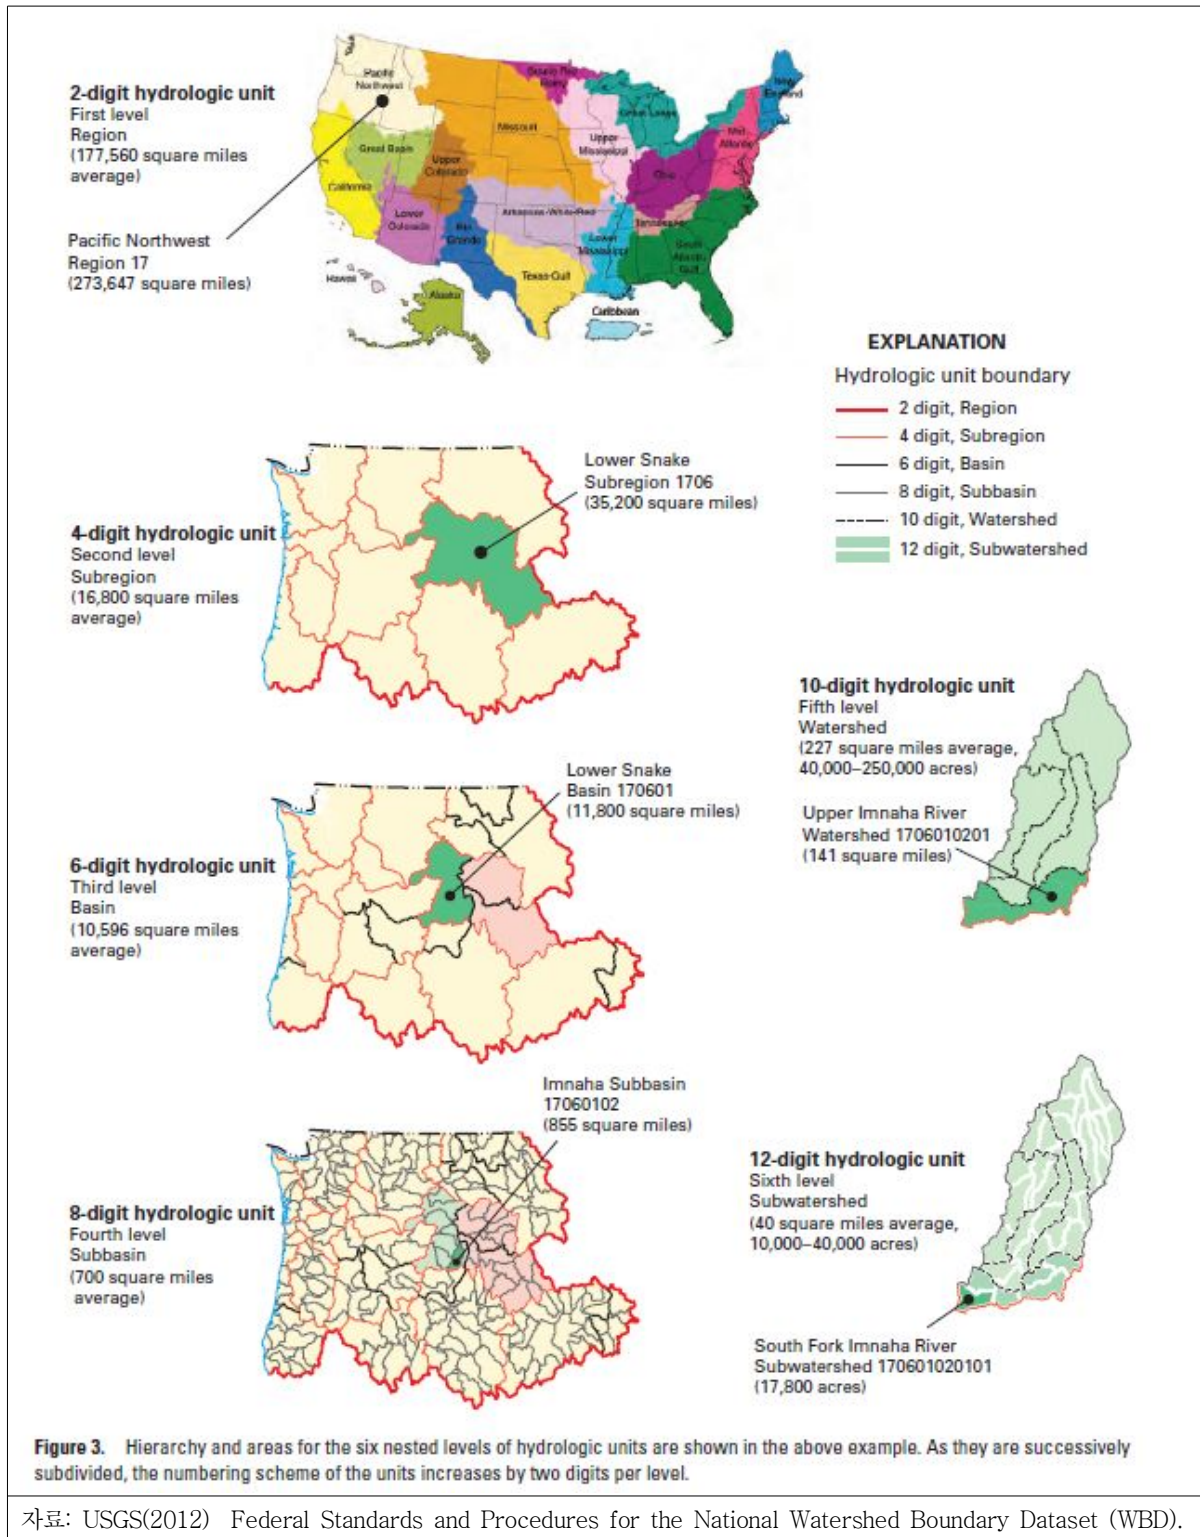 2-digit hydrologic unit
First level
Region
(177,560 square miles
average)
Pacific Northwest
Region 17
(273,647 square miles)
Pacific
Northwest
Missouri
Great Basin
Upper
Colorado
California
Lower
Colorado
Rio
Grande
Arkansas-White-Red
Texas-Gulf
Upper
Mississippi
Lower
Mississippi
Great Lakes
Ohio
Tennessee
South
Atlantic
Gulf
Mid
Atlantic
New
England
Hawaii
Alaska
Caribbean
EXPLANATION
Hydrologic unit boundary
2 digit, Region
4 digit, Subregion
6 digit, Basin
8 digit, Subbasin
10 digit, Watershed
12 digit, Subwatershed
4-digit hydrologic unit
Second level
Subregion
(16,800 square miles
average)
Lower Snake
Subregion 1706
(35,200 square miles)
6-digit hydrologic unit
Third level
Basin
(10,596 square miles
average)
Lower Snake
Basin 170601
(11,800 square miles)
8-digit hydrologic unit
Fourth level
Subbasin
(700 square miles
average)
Imnaha Subbasin
17060102
(855 square miles)
10-digit hydrologic unit
Fifth level
Watershed
(227 square miles average,
40,000–250,000 acres)
Upper Imnaha River
Watershed 1706010201
(141 square miles)
12-digit hydrologic unit
Sixth level
Subwatershed
(40 square miles average,
10,000–40,000 acres)
South Fork Imnaha River
Subwatershed 170601020101
(17,800 acres)
Figure 3. Hierarchy and areas for the six nested levels of hydrologic units are shown in the above example. As they are successively
subdivided, the numbering scheme of the units increases by two digits per level.
자료: USGS(2012) Federal Standards and Procedures for the National Watershed Boundary Dataset (WBD).